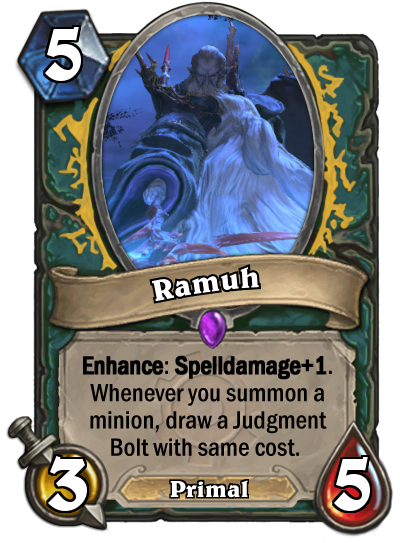 5
Ramuh
Enhance: Spelldamage+1.
Whenever you summon a
minion, draw a Judgment
Bolt with same cost.
3
Primal
5